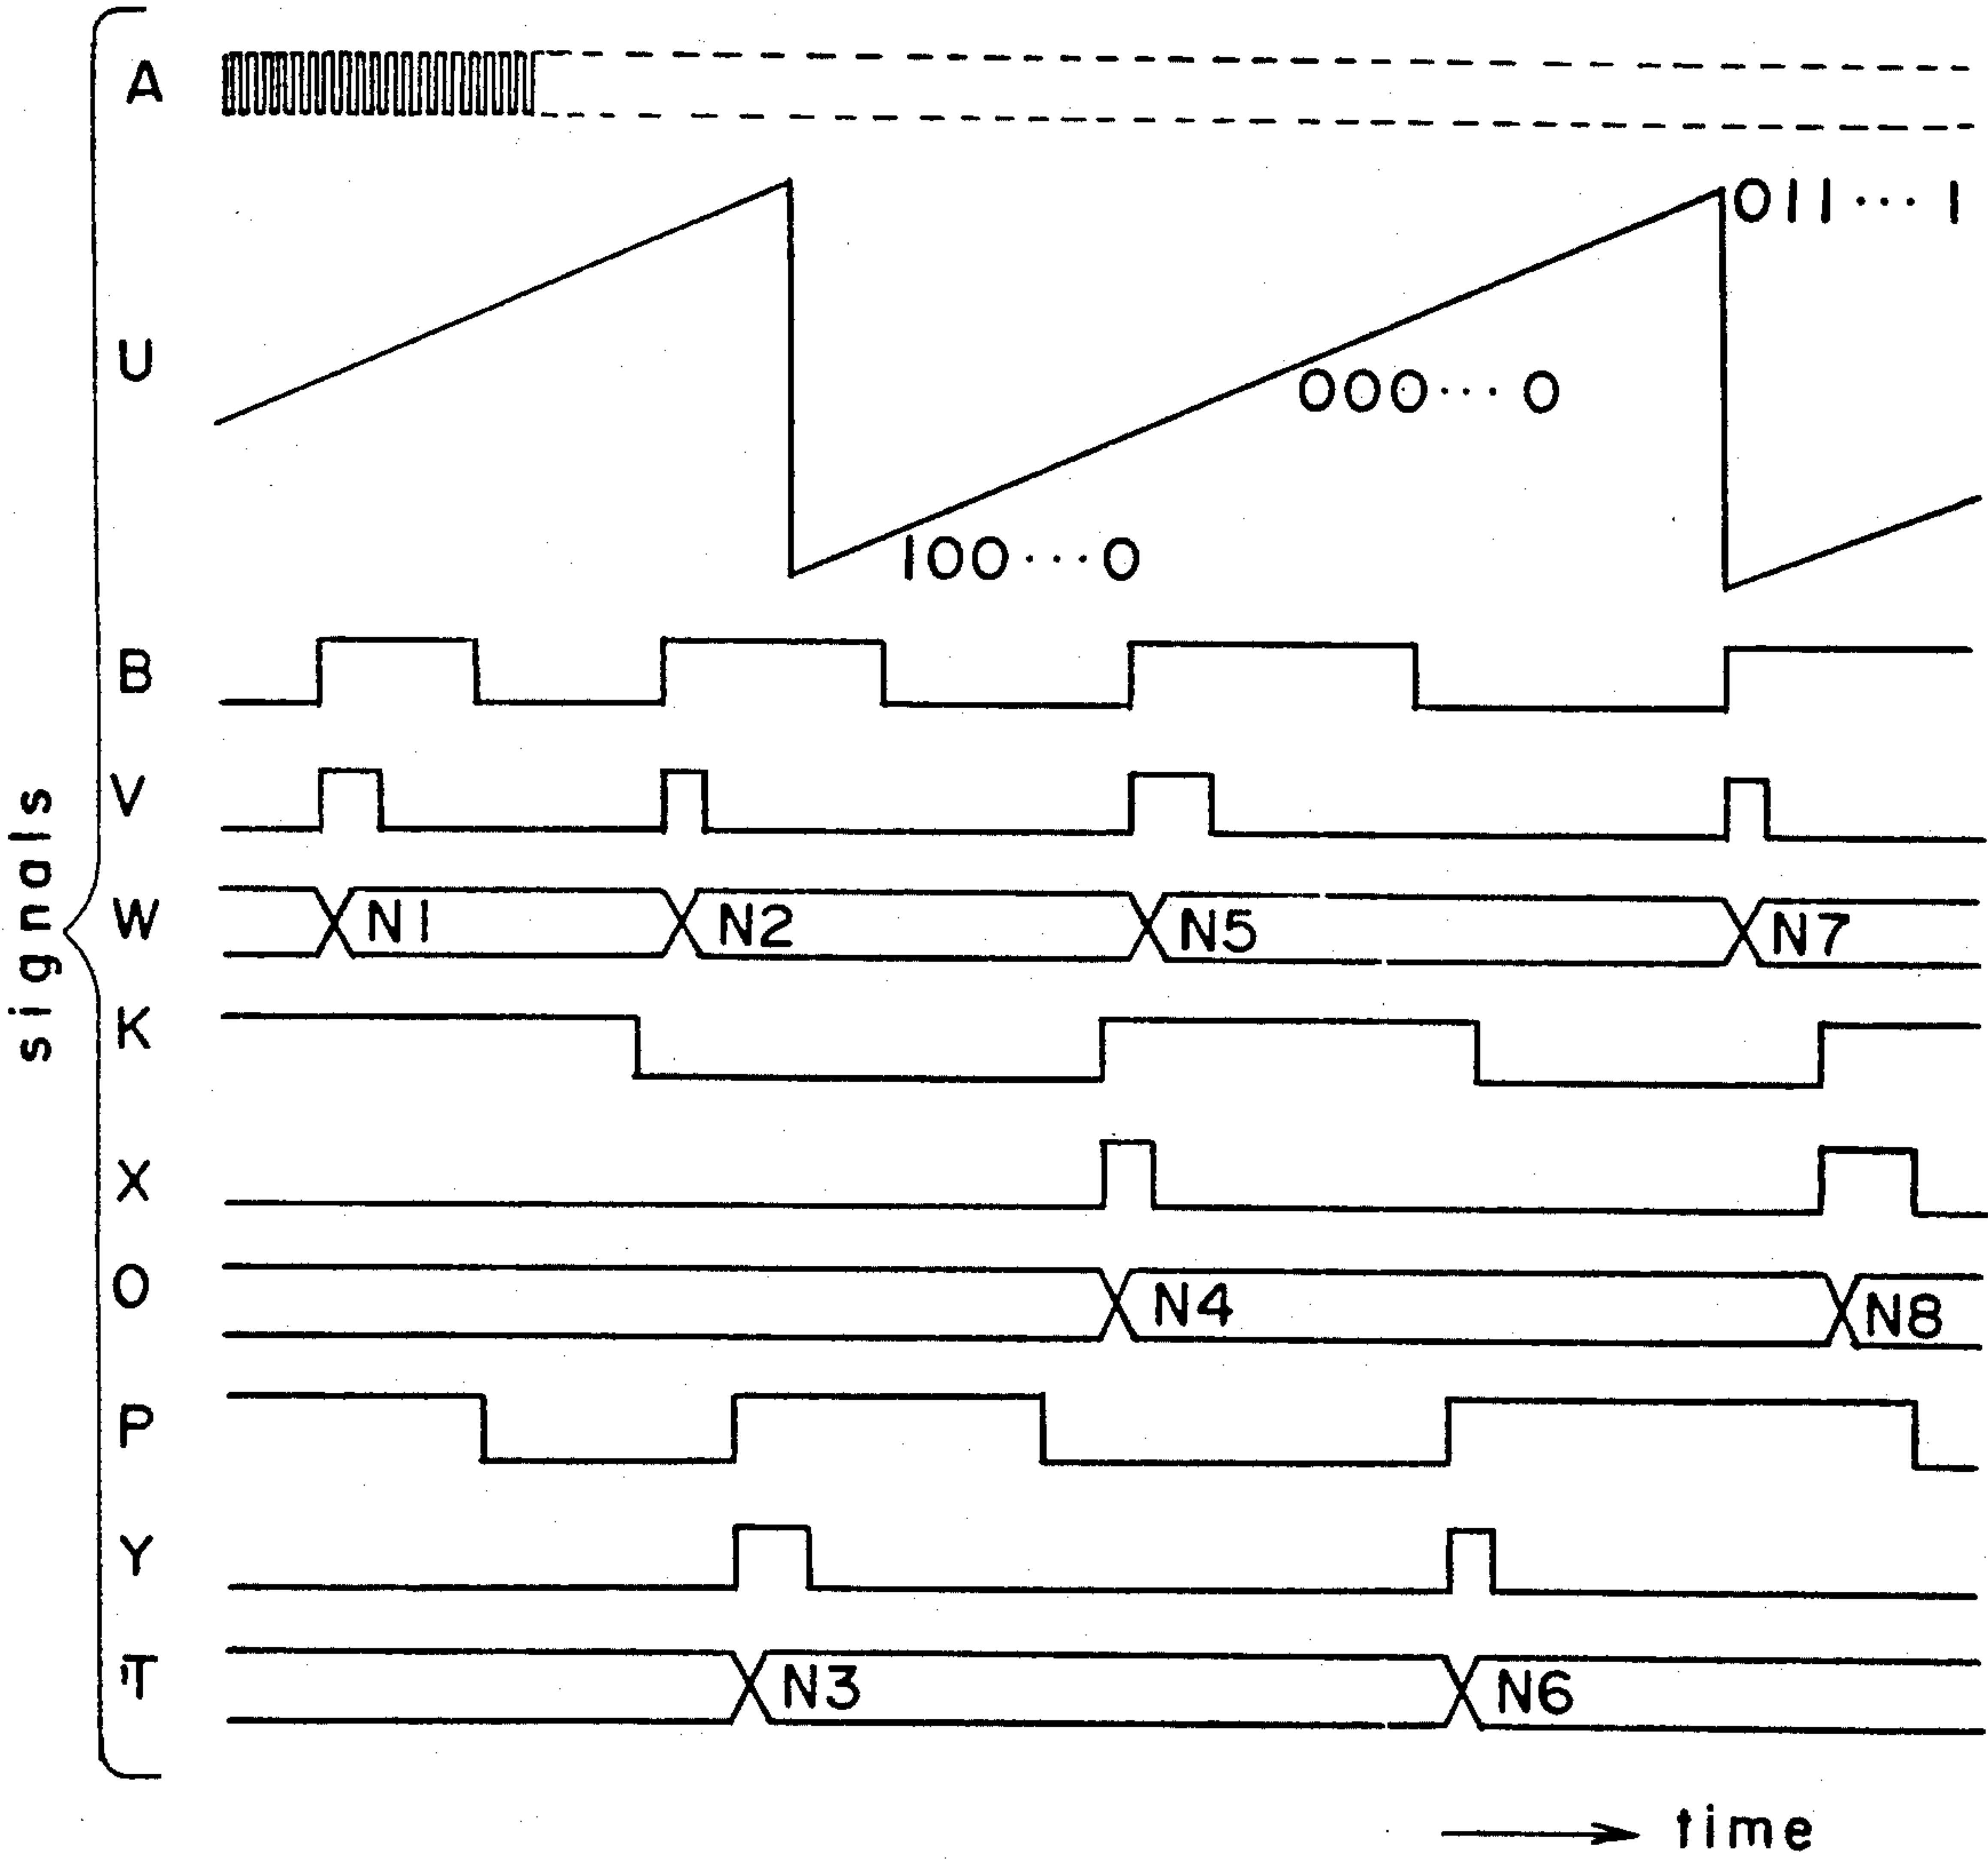 signals
A
U
011··· 1
000··· 0
100···0
B
V
W N1 N2 N5 N7
K
X
O N4 N8
P
Y
T N3 N6
time